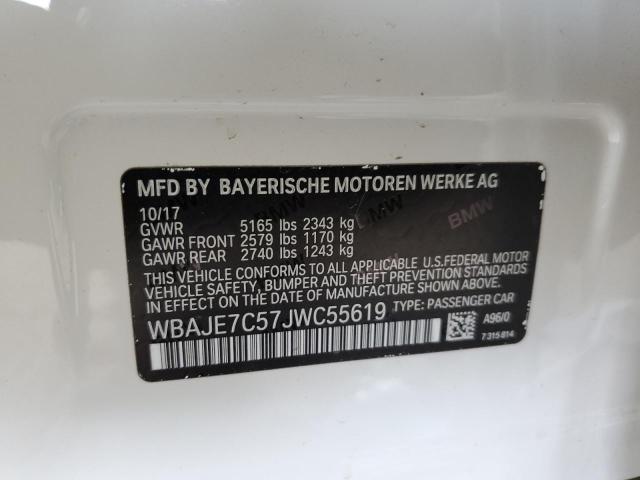 MFD BY BAYERISCHE MOTOREN WERKE AG
10/17
GVWR 5165 lbs 2343 kg
GAWR FRONT 2579 lbs 1170 kg
GAWR REAR 2740 lbs 1243 kg
THIS VEHICLE CONFORMS TO ALL APPLICABLE U.S.FEDERAL MOTOR
VEHICLE SAFETY, BUMPER AND THEFT PREVENTION STANDARDS
IN EFFECT ON THE DATE OF MANUFACTURE SHOWN ABOVE.
WBAJE7C57JWC55619 TYPE: PASSENGER CAR
A96/0
7 315 814
BMW
BMW